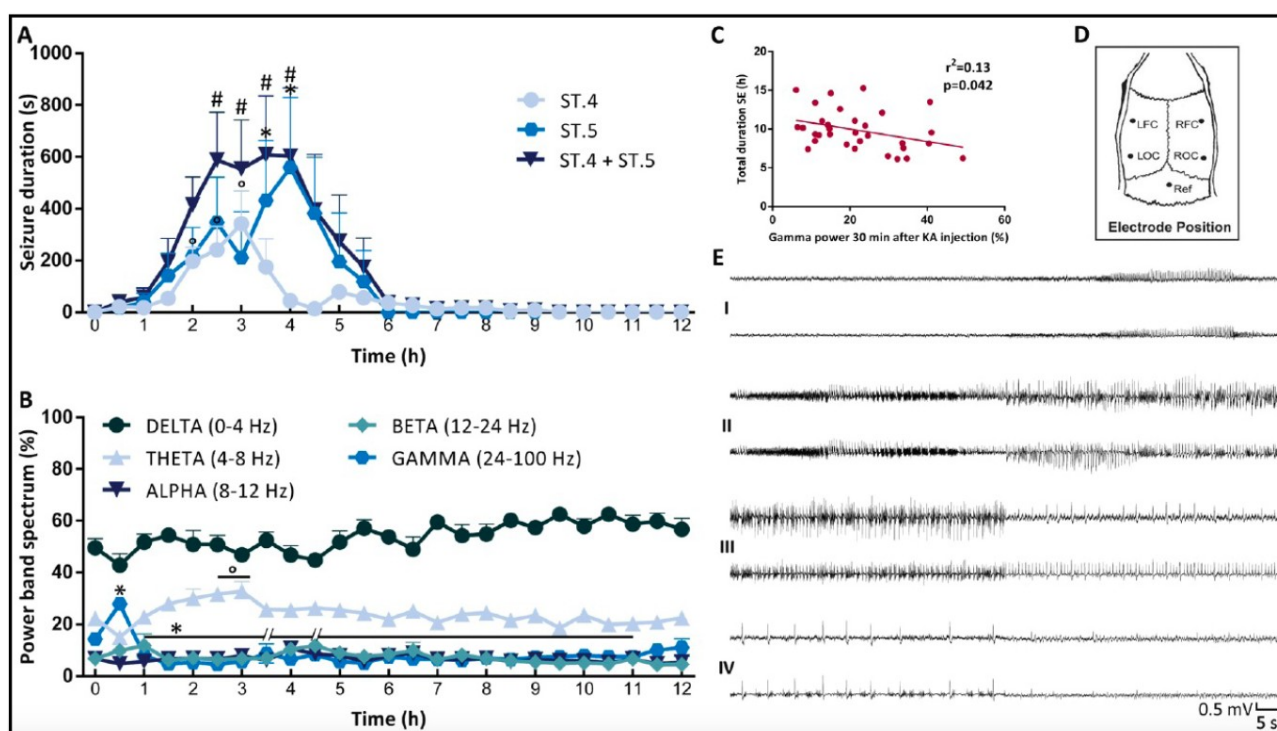 A
1000
800
600
400
200
0
Seizure duration (s)
# # # #
* *
° ° °
ST.4
ST.5
ST.4 + ST.5
0 1 2 3 4 5 6 7 8 9 10 11 12
Time (h)
B
100
80
60
40
20
0
Power band spectrum (%)
DELTA (0-4 Hz)
THETA (4-8 Hz)
ALPHA (8-12 Hz)
BETA (12-24 Hz)
GAMMA (24-100 Hz)
*
°
*
//
//
0 1 2 3 4 5 6 7 8 9 10 11 12
Time (h)
C
20
15
10
5
0
Total duration SE (h)
r²=0.13
p=0.042
0 20 40 60
Gamma power 30 min after KA injection (%)
D
LFC RFC
LOC ROC
Ref
Electrode Position
E
I
II
III
IV
0.5 mV
5 s